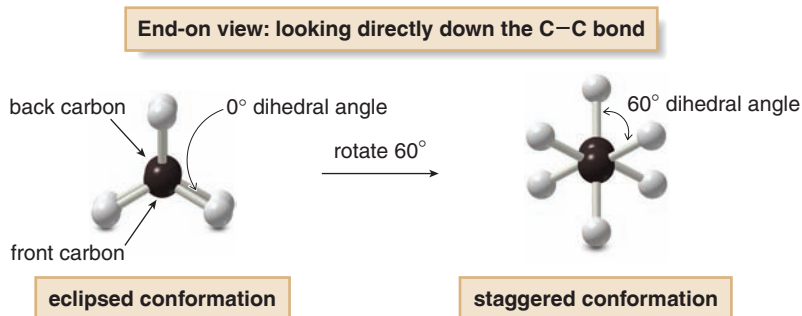 End-on view: looking directly down the C−C bond
back carbon
0° dihedral angle
rotate 60°
60° dihedral angle
front carbon
eclipsed conformation
staggered conformation